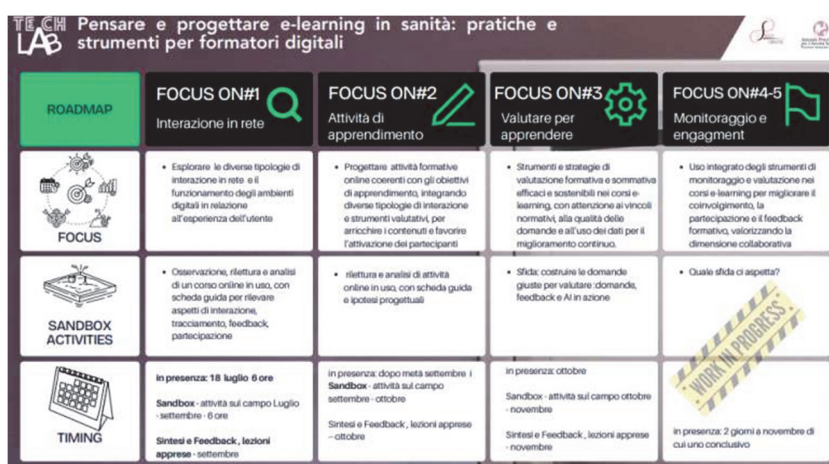 TECH
LAB
Pensare e progettare e-learning in sanità: pratiche e
strumenti per formatori digitali
ROADMAP
FOCUS ON#1
Interazione in rete
FOCUS ON#2
Attività di
apprendimento
FOCUS ON#3
Valutare per
apprendere
FOCUS ON#4-5
Monitoraggio e
engagment
FOCUS
• Esplorare le diverse tipologie di
interazione in rete e il
funzionamento degli ambienti
digitali in relazione
all'esperienza dell'utente
• Progettare attività formative
online coerenti con gli obiettivi
di apprendimento, integrando
diverse tipologie di interazione
e strumenti valutativi, per
arricchire i contenuti e favorire
l'attivazione dei partecipanti
• Strumenti e strategie di
valutazione formativa e sommativa
efficaci e sostenibili nei corsi e-
learning, con attenzione ai vincoli
normativi, alla qualità delle
domande e all'uso dei dati per il
miglioramento continuo.
• Uso integrato degli strumenti di
monitoraggio e valutazione nei
corsi e-learning per migliorare il
coinvolgimento, la
partecipazione e il feedback
formativo, valorizzando la
dimensione collaborativa
SANDBOX
ACTIVITIES
• Osservazione, rilettura e analisi
di un corso online in uso, con
scheda guida per rilevare
aspetti di interazione,
tracciamento, feedback,
partecipazione
• rilettura e analisi di attività
online in uso, con scheda guida
e ipotesi progettuali
• Sfida: costruire le domande
giuste per valutare :domande,
feedback e AI in azione
• Quale sfida ci aspetta?
WORK IN PROGRESS
TIMING
in presenza: 18 luglio 6 ore
Sandbox - attività sul campo Luglio
- settembre - 6 ore
Sintesi e Feedback , lezioni
apprese - settembre
in presenza: dopo metà settembre i
Sandbox - attività sul campo
settembre - ottobre
Sintesi e Feedback , lezioni apprese
– ottobre
in presenza: ottobre
Sandbox - attività sul campo ottobre
- novembre
Sintesi e Feedback , lezioni apprese -
novembre
in presenza: 2 giorni a novembre di
cui uno conclusivo